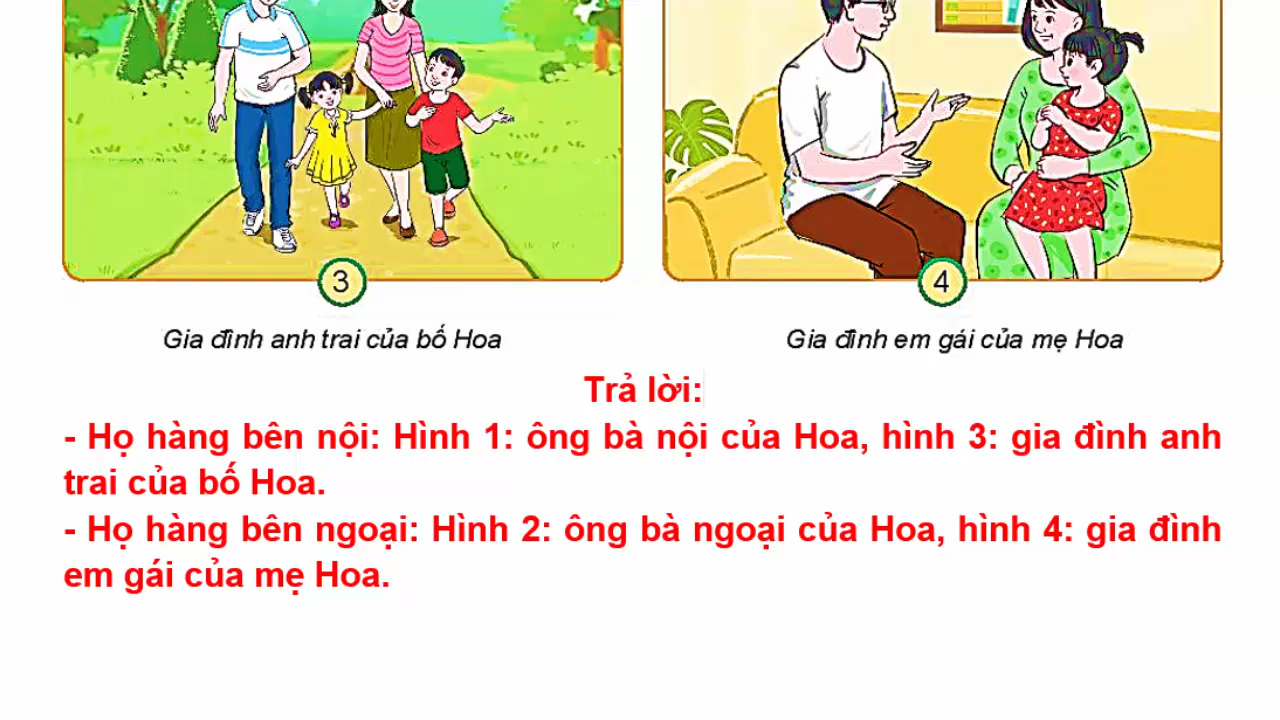 3
4
Gia đình anh trai của bố Hoa
Gia đình em gái của mẹ Hoa
Trả lời:
- Họ hàng bên nội: Hình 1: ông bà nội của Hoa, hình 3: gia đình anh
trai của bố Hoa.
- Họ hàng bên ngoại: Hình 2: ông bà ngoại của Hoa, hình 4: gia đình
em gái của mẹ Hoa.